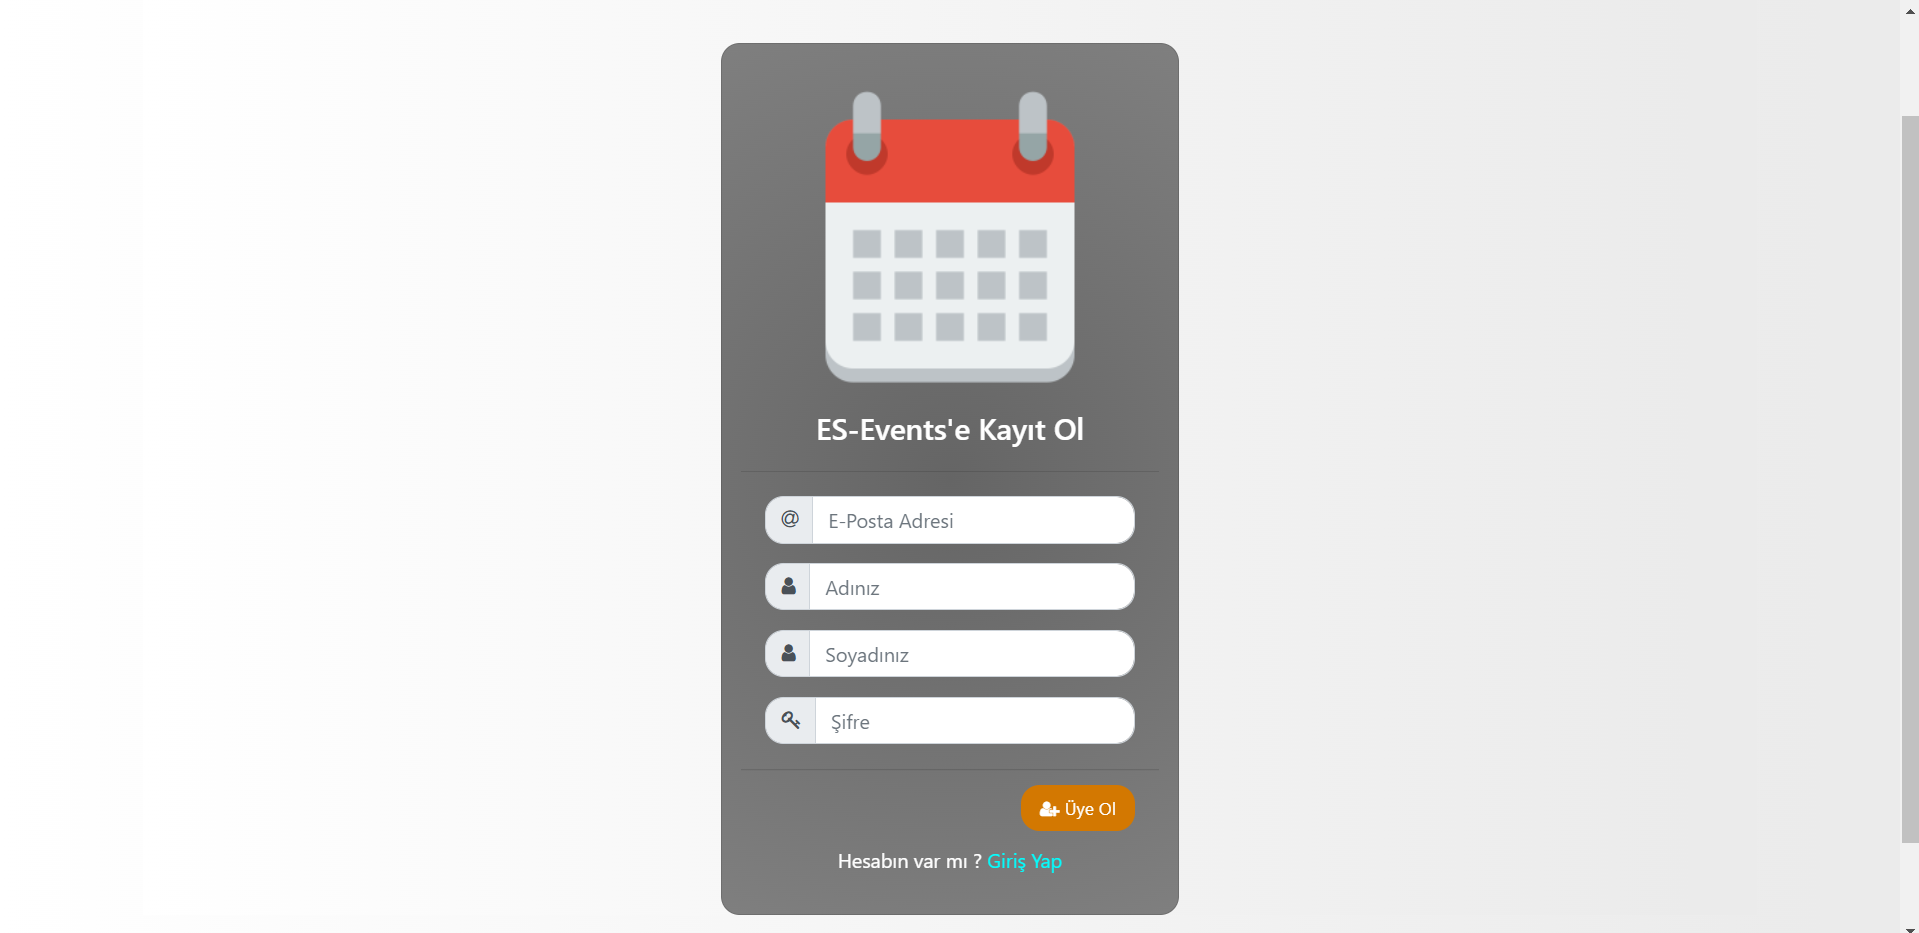 ES-Events'e Kayıt Ol
@ E-Posta Adresi
Adınız
Soyadınız
Şifre
Üye Ol
Hesabın var mı ? Giriş Yap